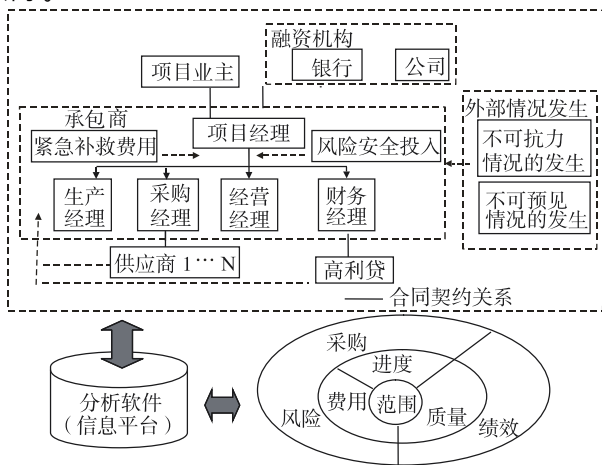 融资机构
项目业主
银行
公司
承包商
项目经理
紧急补救费用
风险安全投入
外部情况发生
不可抗力
情况的发生
不可预见
情况的发生
生产
经理
采购
经理
经营
经理
财务
经理
供应商 1 … N
高利贷
合同契约关系
分析软件
（信息平台）
采购
进度
费用
范围
风险
质量
绩效